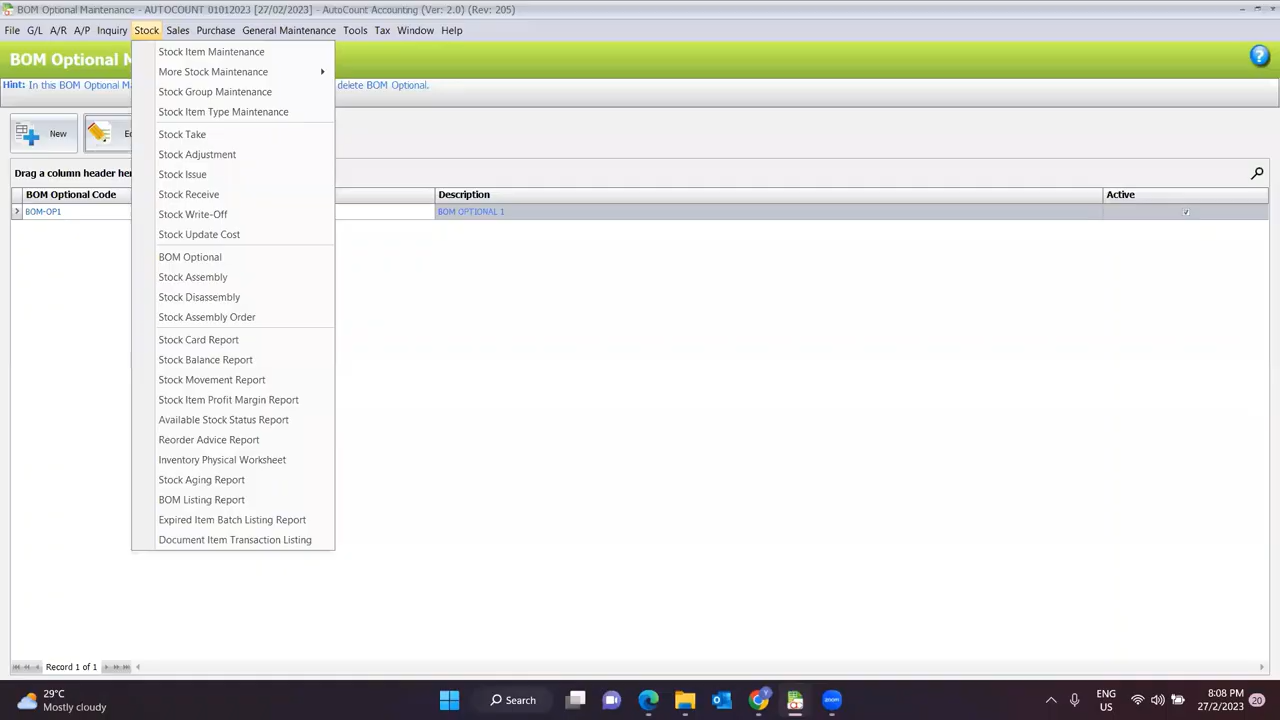 BOM Optional Maintenance - AUTOCOUNT 01012023 [27/02/2023] - AutoCount Accounting (Ver: 2.0) (Rev: 205)
File G/L A/R A/P Inquiry Stock Sales Purchase General Maintenance Tools Tax Window Help
BOM Optional M
?
Hint: In this BOM Optional Ma
delete BOM Optional.
New
Ed
Drag a column header her
BOM Optional Code
Description
Active
BOM-OP1
BOM OPTIONAL 1
Stock Item Maintenance
More Stock Maintenance
Stock Group Maintenance
Stock Item Type Maintenance
Stock Take
Stock Adjustment
Stock Issue
Stock Receive
Stock Write-Off
Stock Update Cost
BOM Optional
Stock Assembly
Stock Disassembly
Stock Assembly Order
Stock Card Report
Stock Balance Report
Stock Movement Report
Stock Item Profit Margin Report
Available Stock Status Report
Reorder Advice Report
Inventory Physical Worksheet
Stock Aging Report
BOM Listing Report
Expired Item Batch Listing Report
Document Item Transaction Listing
Record 1 of 1
29°C
Mostly cloudy
Search
zoom
ENG
US
8:08 PM
27/2/2023
20